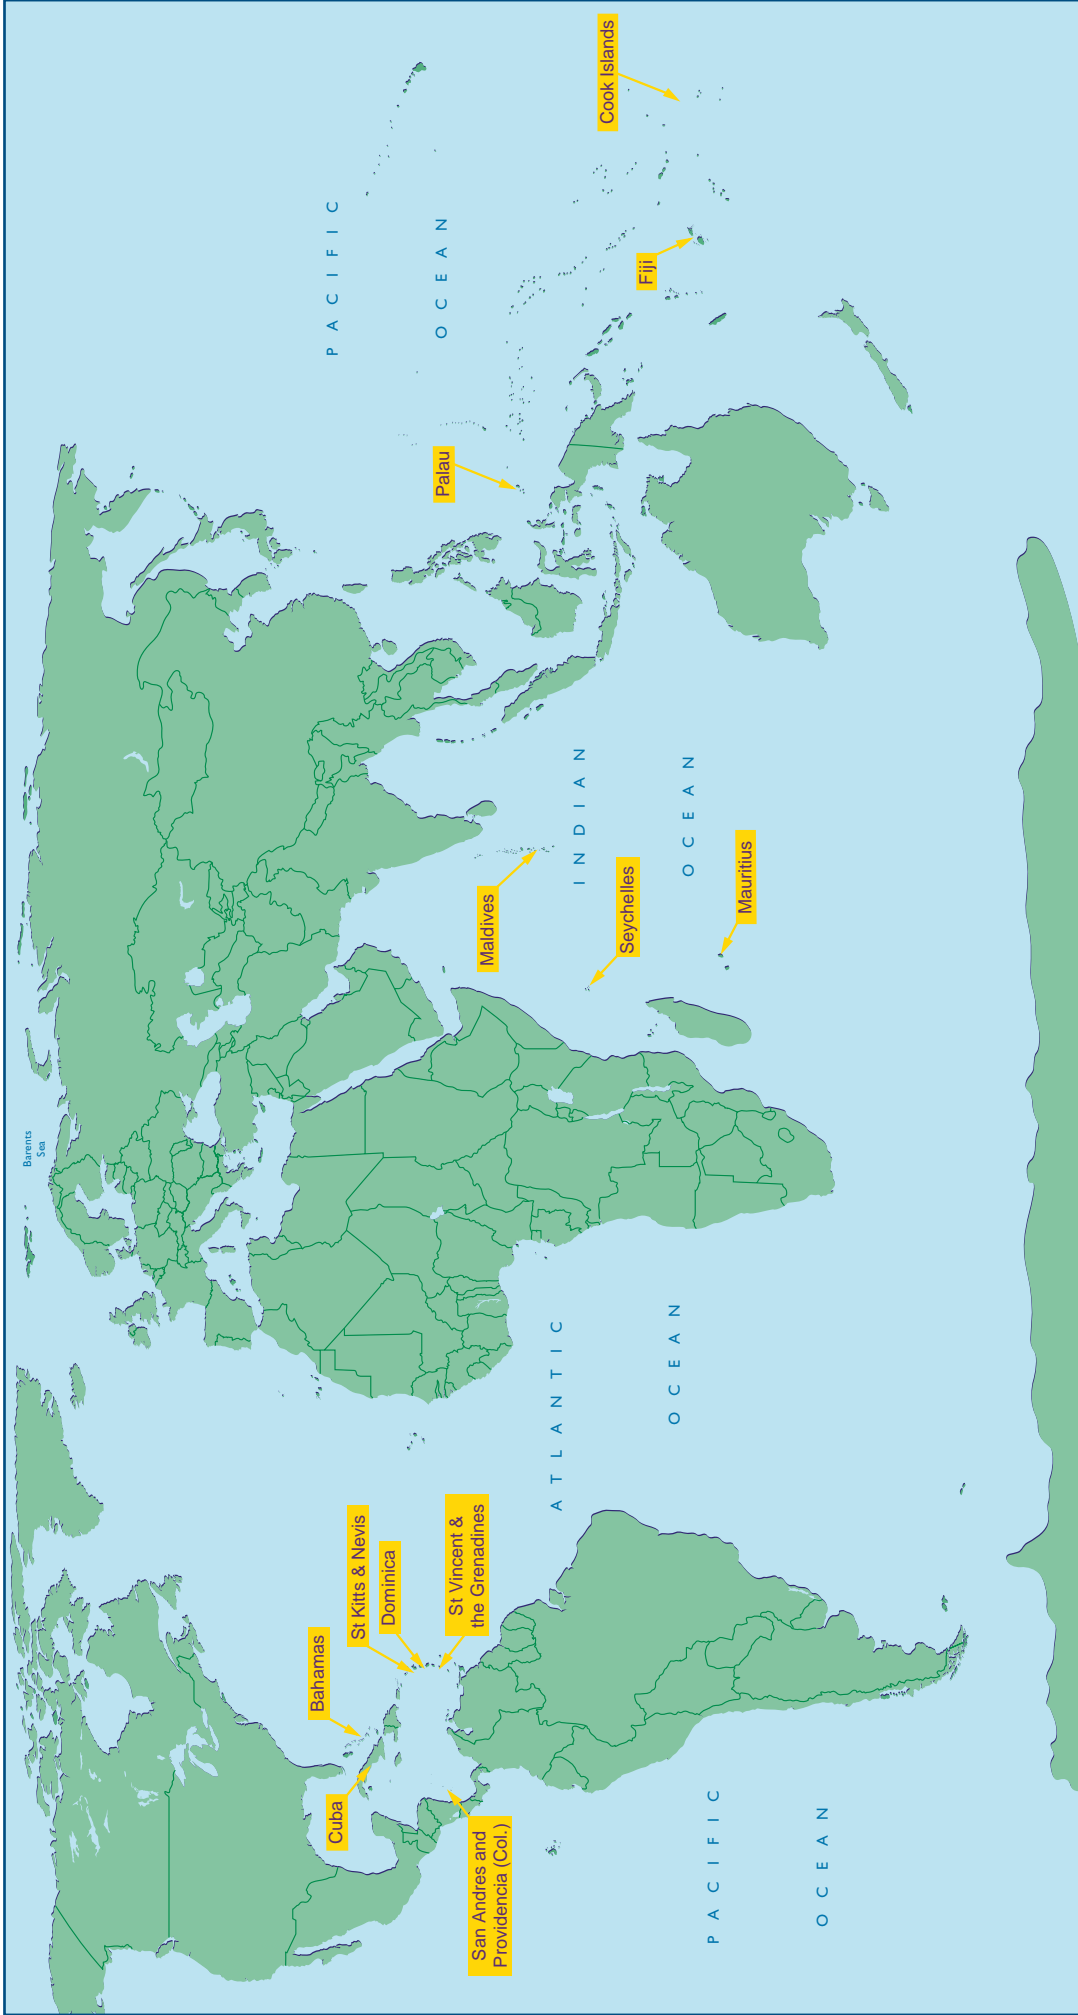 Barents
Sea
PACIFIC
OCEAN
Cook Islands
Fiji
Palau
INDIAN
OCEAN
Maldives
Seychelles
Mauritius
ATLANTIC
OCEAN
Bahamas
St Kitts & Nevis
Dominica
St Vincent &
the Grenadines
Cuba
San Andres and
Providencia (Col.)
PACIFIC
OCEAN